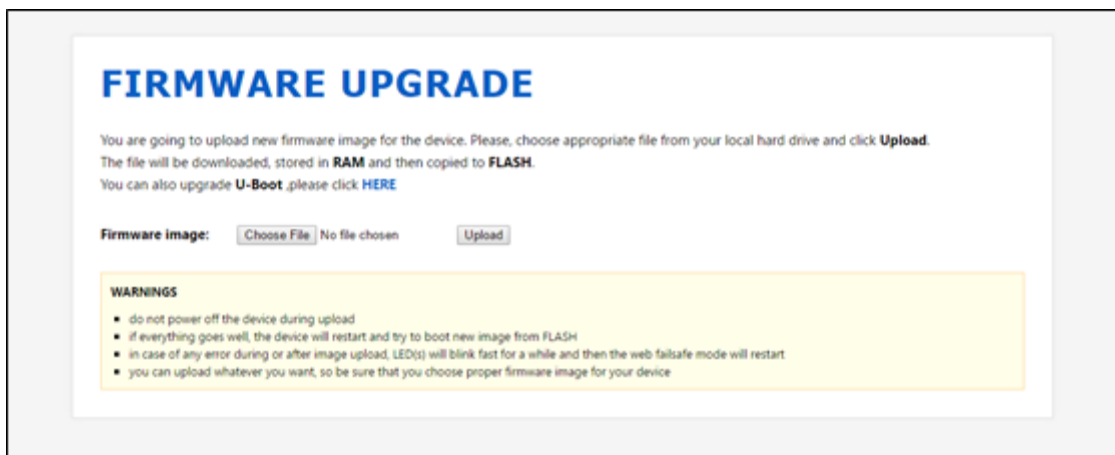 FIRMWARE UPGRADE
You are going to upload new firmware image for the device. Please, choose appropriate file from your local hard drive and click Upload.
The file will be downloaded, stored in RAM and then copied to FLASH.
You can also upgrade U-Boot ,please click HERE
Firmware image: Choose File No file chosen Upload
WARNINGS
▪ do not power off the device during upload
▪ if everything goes well, the device will restart and try to boot new image from FLASH
▪ in case of any error during or after image upload, LED(s) will blink fast for a while and then the web failsafe mode will restart
▪ you can upload whatever you want, so be sure that you choose proper firmware image for your device